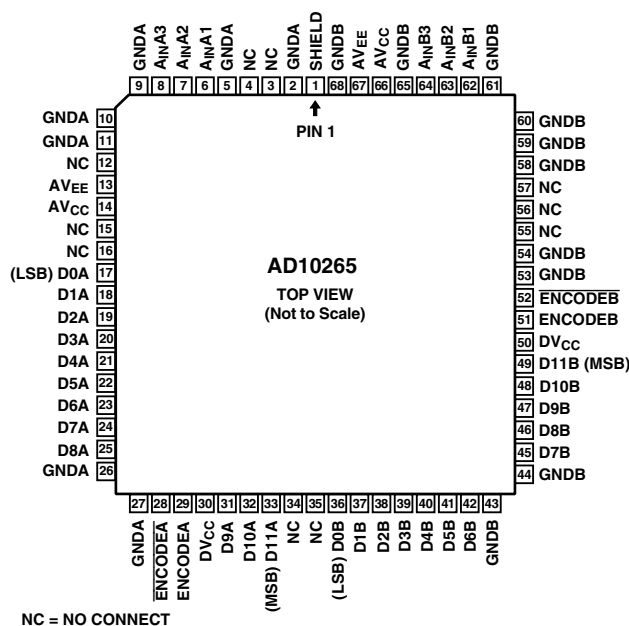 GNDA AINA3 AINA2 AINA1 GNDA NC NC GNDA SHIELD GNDB AVEE AVCC GNDB AINB3 AINB2 AINB1 GNDB
9 8 7 6 5 4 3 2 1 68 67 66 65 64 63 62 61
PIN 1
GNDA 10
GNDA 11
NC 12
AVEE 13
AVCC 14
NC 15
NC 16
(LSB) D0A 17
D1A 18
D2A 19
D3A 20
D4A 21
D5A 22
D6A 23
D7A 24
D8A 25
GNDA 26
AD10265
TOP VIEW
(Not to Scale)
60 GNDB
59 GNDB
58 GNDB
57 NC
56 NC
55 NC
54 GNDB
53 GNDB
52 ENCODEB
51 ENCODEB
50 DVCC
49 D11B (MSB)
48 D10B
47 D9B
46 D8B
45 D7B
44 GNDB
27 28 29 30 31 32 33 34 35 36 37 38 39 40 41 42 43
GNDA ENCODEA ENCODEA DVCC D9A D10A (MSB) D11A NC NC (LSB) D0B D1B D2B D3B D4B D5B D6B GNDB
NC = NO CONNECT